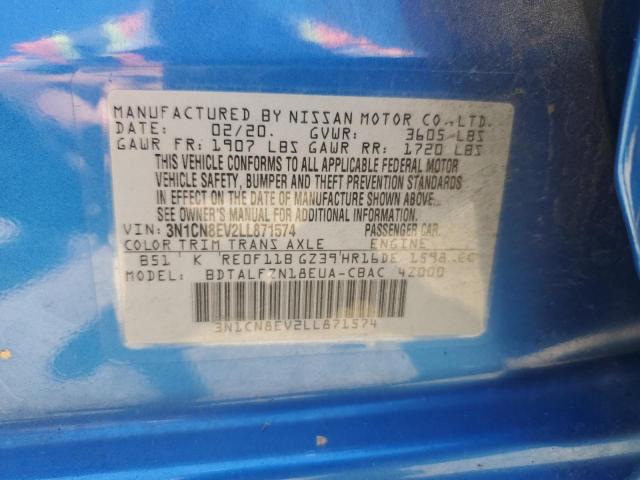 MANUFACTURED BY NISSAN MOTOR CO., LTD.
DATE: 02/20. GVWR: 3605 LBS
GAWR FR: 1907 LBS GAWR RR: 1720 LBS
THIS VEHICLE CONFORMS TO ALL APPLICABLE FEDERAL MOTOR
VEHICLE SAFETY, BUMPER AND THEFT PREVENTION STANDARDS
IN EFFECT ON THE DATE OF MANUFACTURE SHOWN ABOVE.
SEE OWNER'S MANUAL FOR ADDITIONAL INFORMATION.
VIN: 3N1CN8EV2LL871574 PASSENGER CAR
COLOR TRIM TRANS AXLE ENGINE
B51 K RE0F11B GZ39 HR16DE 1598 CC
MODEL: BDTALFZN18EUA-CBAC 4Z000
3N1CN8EV2LL871574